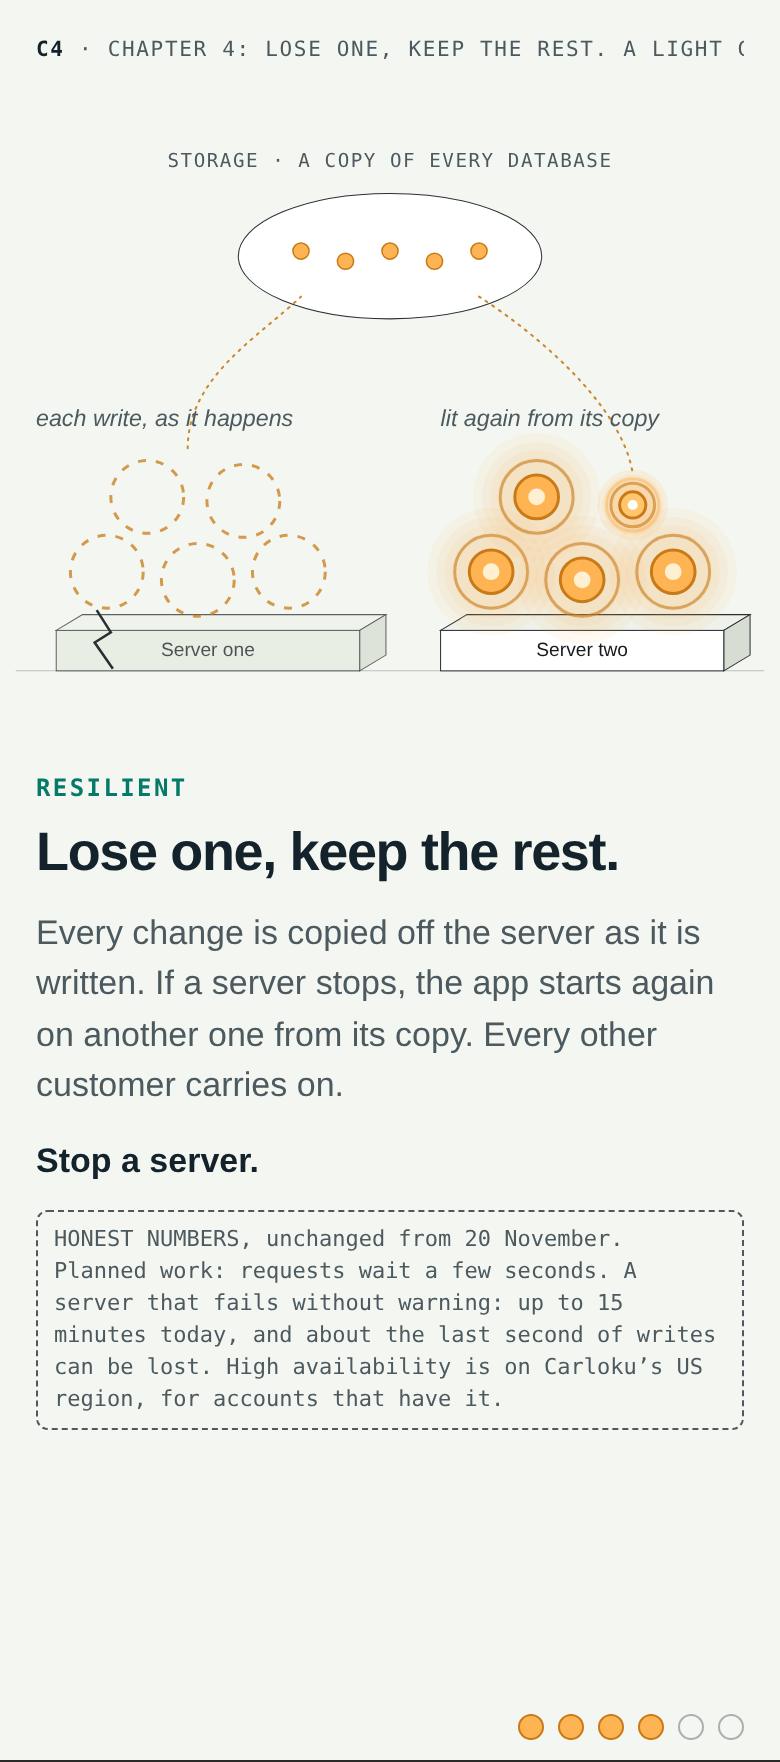 C4 · CHAPTER 4: LOSE ONE, KEEP THE REST. A LIGHT
STORAGE · A COPY OF EVERY DATABASE
each write, as it happens
lit again from its copy
Server one
Server two
RESILIENT
Lose one, keep the rest.
Every change is copied off the server as it is
written. If a server stops, the app starts again
on another one from its copy. Every other
customer carries on.
Stop a server.
HONEST NUMBERS, unchanged from 20 November.
Planned work: requests wait a few seconds. A
server that fails without warning: up to 15
minutes today, and about the last second of writes
can be lost. High availability is on Carloku’s US
region, for accounts that have it.